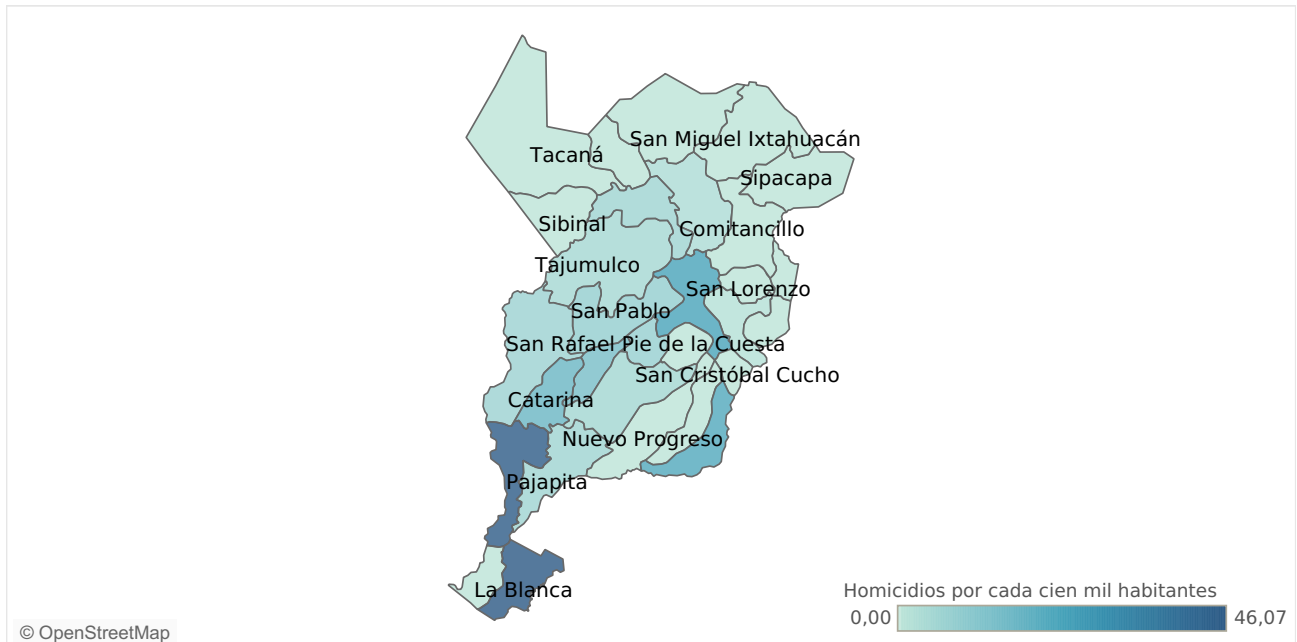 San Miguel Ixtahuacán
Tacaná
Sipacapa
Sibinal
Comitancillo
Tajumulco
San Lorenzo
San Pablo
San Rafael Pie de la Cuesta
San Cristóbal Cucho
Catarina
Nuevo Progreso
Pajapita
La Blanca
Homicidios por cada cien mil habitantes
0,00 46,07
© OpenStreetMap